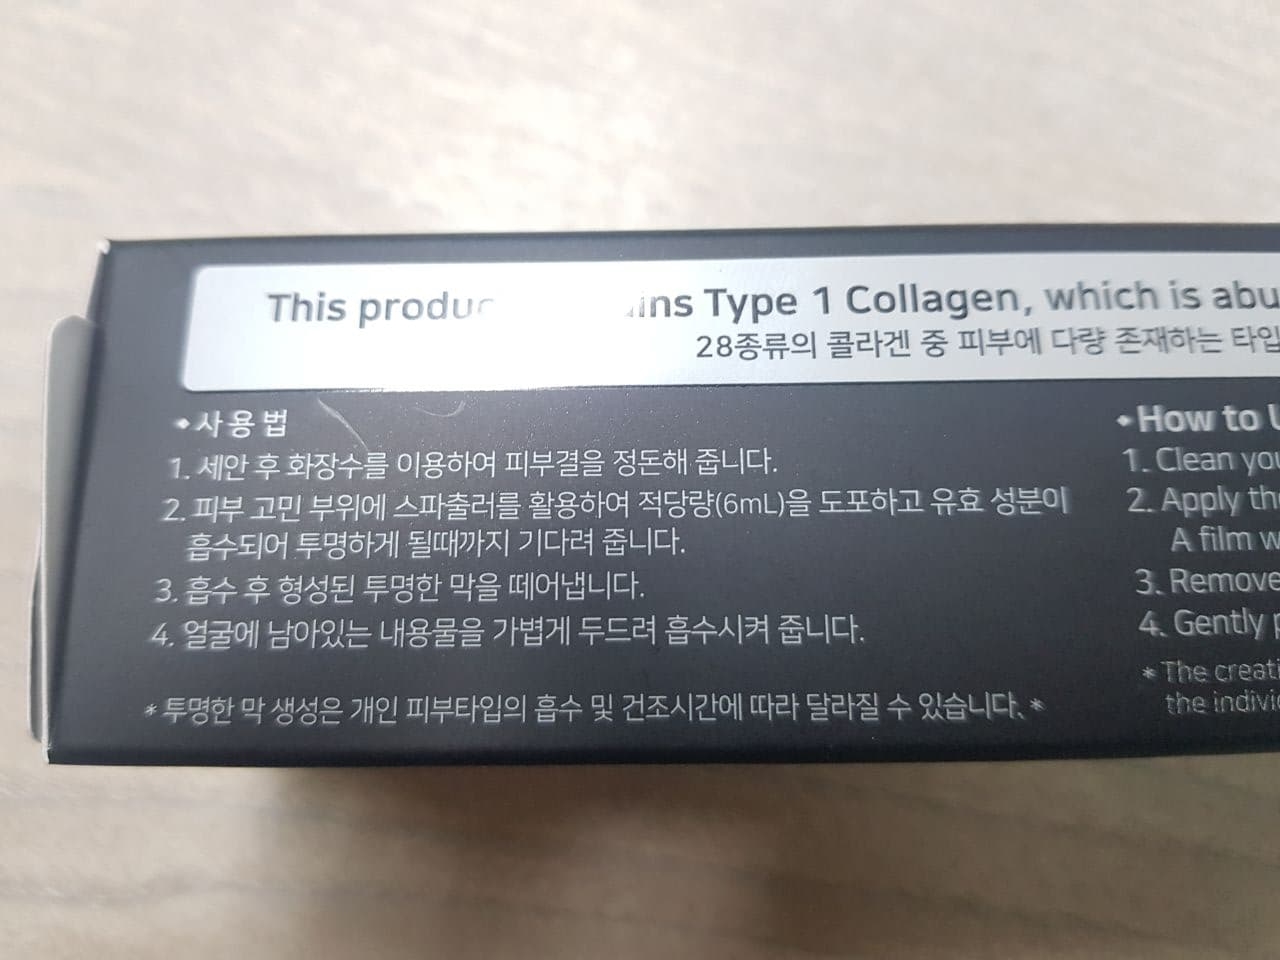 This ins Type 1 Collagen, which is
28종류의 콜라겐 중 피부에 다량 존재하는
◆사용법
1. 세안 후 화장수를 이용하여 피부결을 정돈해 줍니다.
2. 피부 고민 부위에 스파출러를 활용하여 적당량(6mL)을 도포하고 유효 성분이
흡수되어 투명하게 될때까지 기다려 줍니다.
3. 흡수 후 형성된 투명한 막을 떼어냅니다.
4. 얼굴에 남아있는 내용물을 가볍게 두드려 흡수시켜 줍니다.
*투명한 막 생성은 개인 피부타입의 흡수 및 건조시간에 따라 달라질 수 있습니다.*
◆How to
1. Clean
2. Apply
A film
3. Remove
4. Gently
* The
the